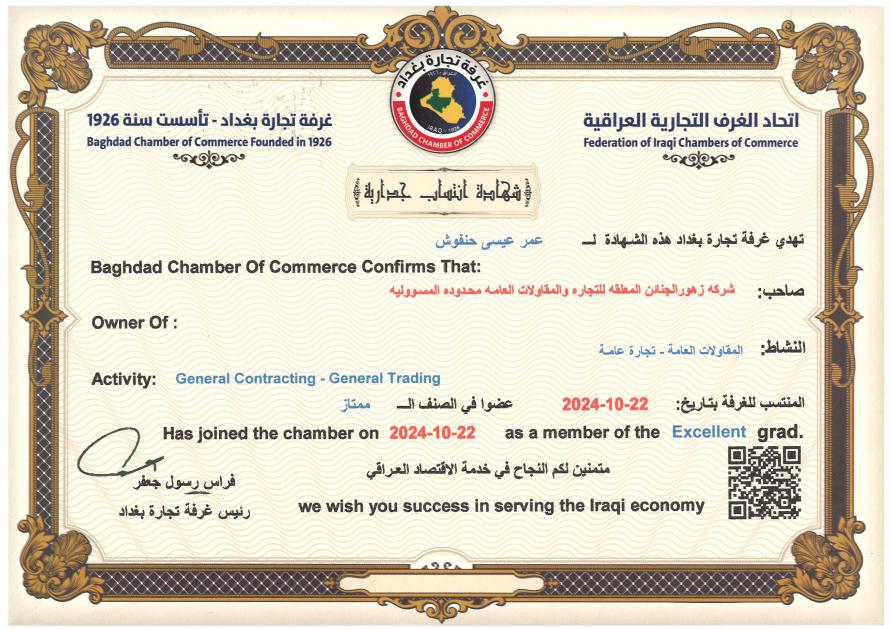 غرفة تجارة بغداد
العراق - ١٩٢٦
IRAQ - 1926
BAGHDAD CHAMBER OF COMMERCE
اتحاد الغرف التجارية العراقية
Federation of Iraqi Chambers of Commerce
غرفة تجارة بغداد - تأسست سنة 1926
Baghdad Chamber of Commerce Founded in 1926
شهادة انتساب جدارية
تهدي غرفة تجارة بغداد هذه الشهادة لـــ عمر عيسى حنفوش
Baghdad Chamber Of Commerce Confirms That:
صاحب: شركه زهورالجنائن المعلقه للتجاره والمقاولات العامه محدوده المسووليه
Owner Of :
النشاط: المقاولات العامة - تجارة عامة
Activity: General Contracting - General Trading
المنتسب للغرفة بتاريخ: 2024-10-22 عضوا في الصنف الـــ ممتاز
Has joined the chamber on 2024-10-22 as a member of the Excellent grad.
متمنين لكم النجاح في خدمة الاقتصاد العراقي
we wish you success in serving the Iraqi economy
فراس رسول جعفر
رئيس غرفة تجارة بغداد